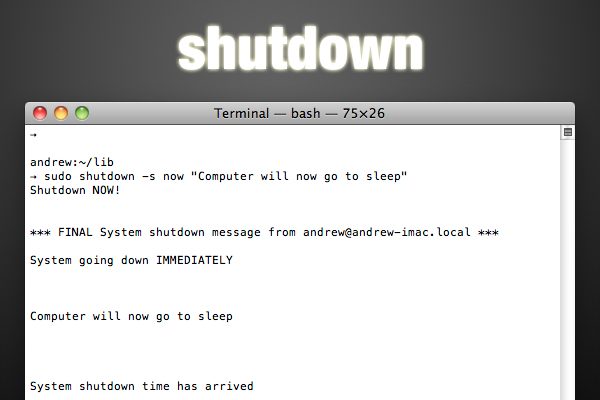 shutdown
Terminal — bash — 75×26
→
andrew:~/lib
→ sudo shutdown -s now "Computer will now go to sleep"
Shutdown NOW!
*** FINAL System shutdown message from andrew@andrew-imac.local ***
System going down IMMEDIATELY
Computer will now go to sleep
System shutdown time has arrived